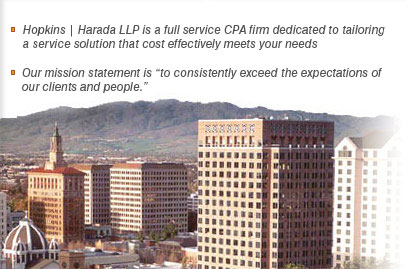 Hopkins | Harada LLP is a full service CPA firm dedicated to tailoring
a service solution that cost effectively meets your needs
Our mission statement is “to consistently exceed the expectations of
our clients and people.”